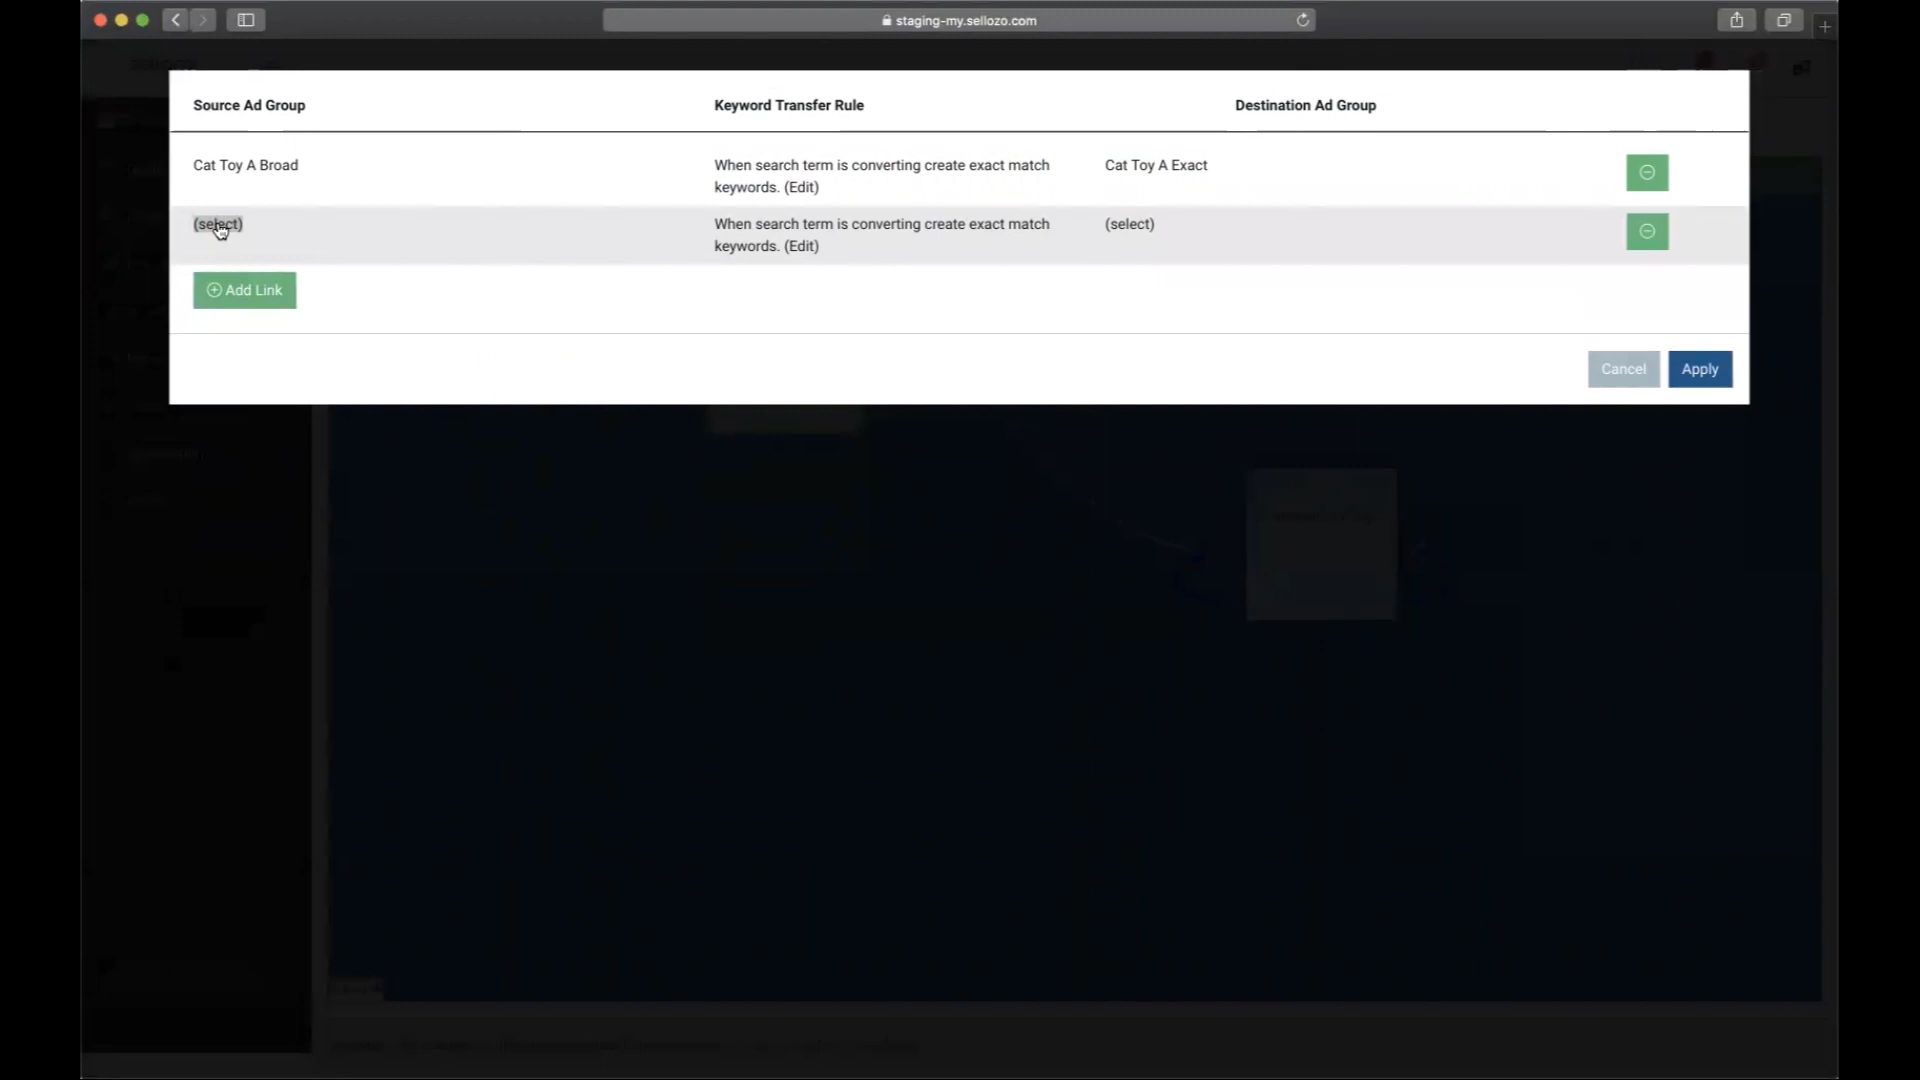 staging-my.sellozo.com
Source Ad Group
Keyword Transfer Rule
Destination Ad Group
Cat Toy A Broad
When search term is converting create exact match
keywords. (Edit)
Cat Toy A Exact
(select)
When search term is converting create exact match
keywords. (Edit)
(select)
Add Link
Cancel
Apply